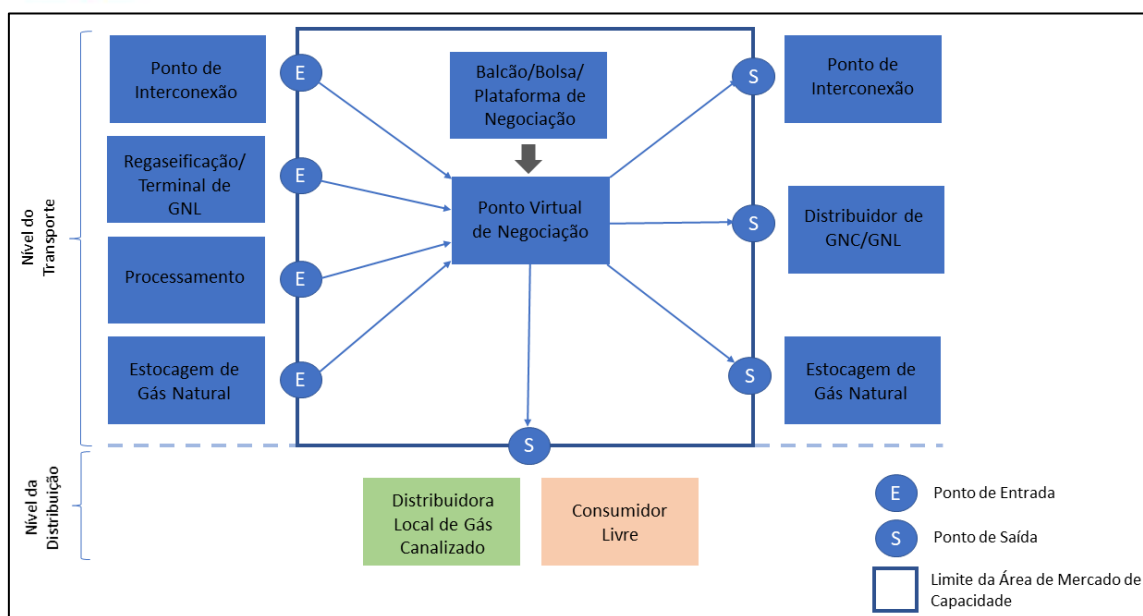 Nível do
Transporte
Ponto de
Interconexão
Regaseificação/
Terminal de
GNL
Processamento
Estocagem de
Gás Natural
E
E
E
E
Balcão/Bolsa/
Plataforma de
Negociação
Ponto Virtual
de Negociação
S
S
S
S
Ponto de
Interconexão
Distribuidor de
GNC/GNL
Estocagem de
Gás Natural
Nível da
Distribuição
Distribuidora
Local de Gás
Canalizado
Consumidor
Livre
E
Ponto de Entrada
S
Ponto de Saída
Limite da Área de Mercado de
Capacidade